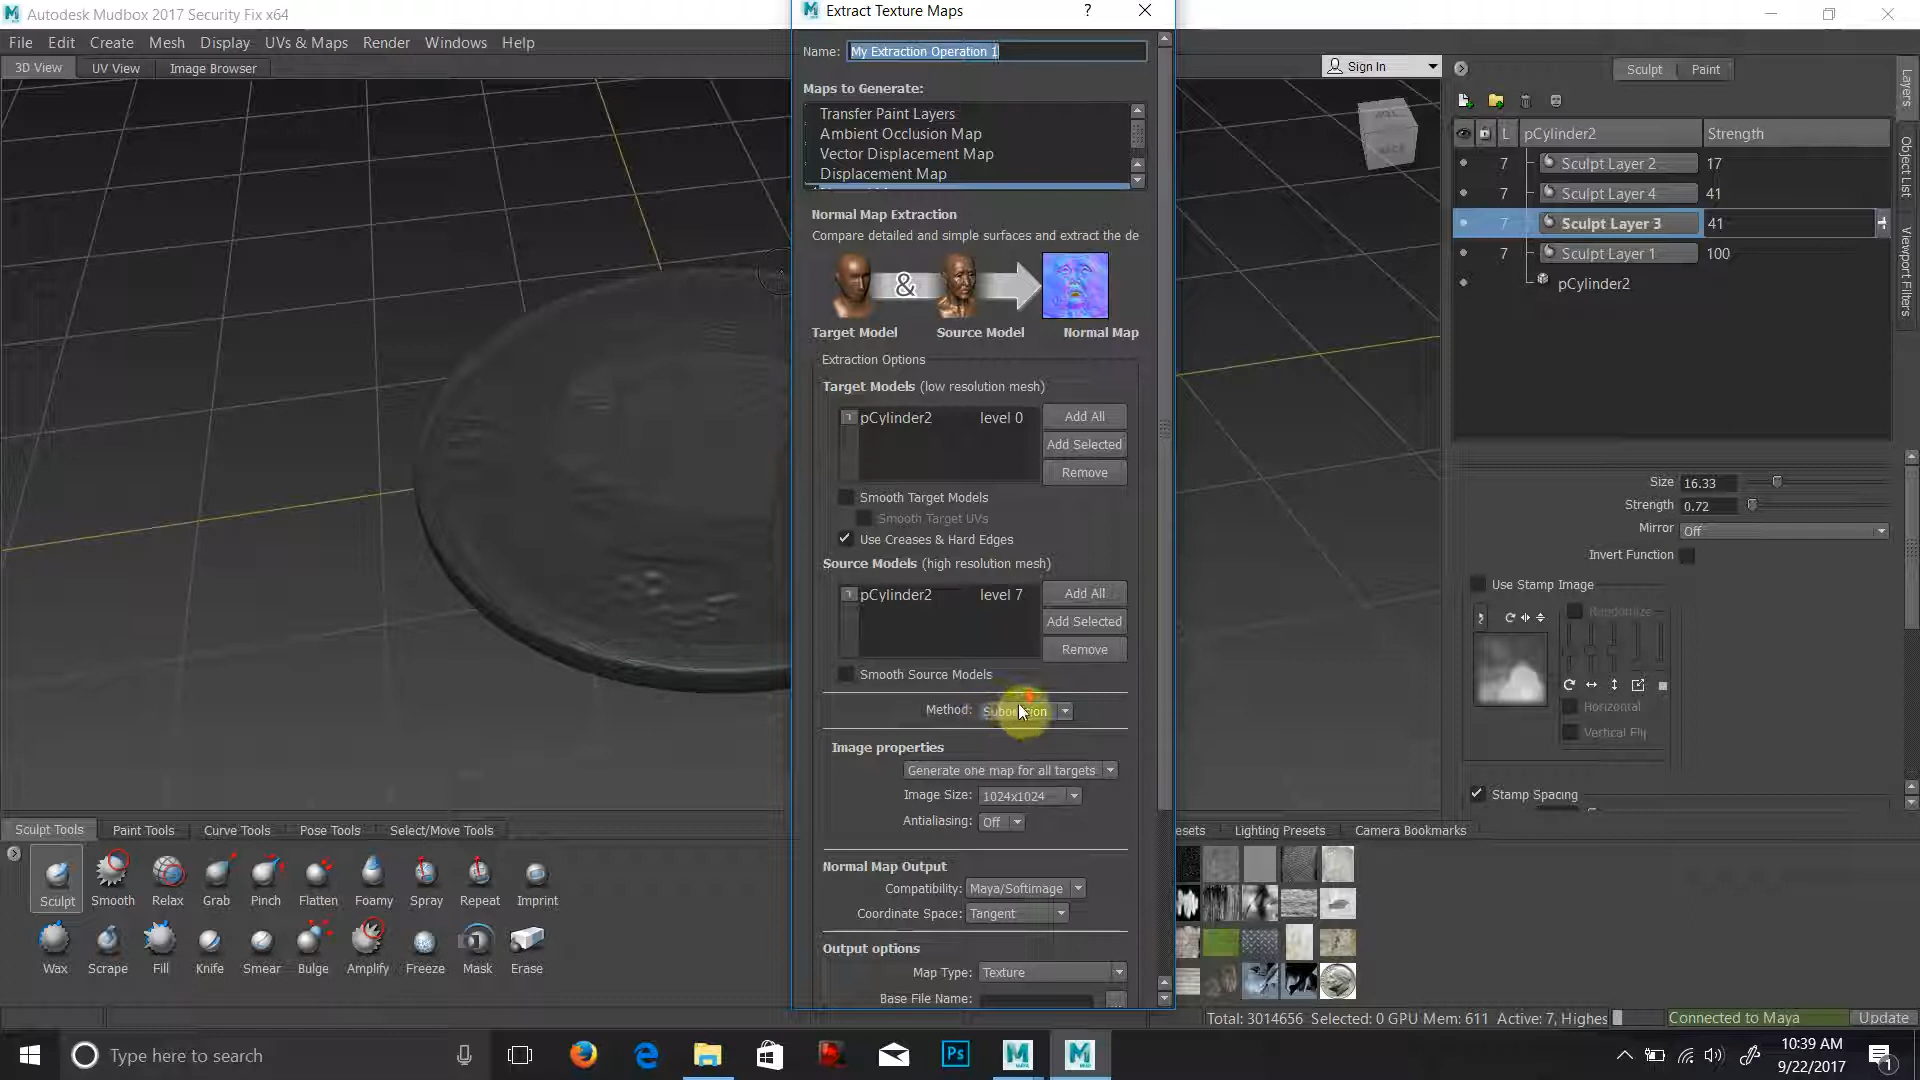 Autodesk Mudbox 2017 Security Fix x64
Extract Texture Maps
?
File Edit Create Mesh Display UVs & Maps Render Windows Help
3D View UV View Image Browser
Sign In
Sculpt Paint
Layers
Object List
Viewport Filters
L pCylinder2 Strength
7 Sculpt Layer 2 17
7 Sculpt Layer 4 41
7 Sculpt Layer 3 41
7 Sculpt Layer 1 100
pCylinder2
Name: My Extraction Operation 1
Maps to Generate:
Transfer Paint Layers
Ambient Occlusion Map
Vector Displacement Map
Displacement Map
Normal Map Extraction
Compare detailed and simple surfaces and extract the de
&
Target Model Source Model Normal Map
Extraction Options
Target Models (low resolution mesh)
pCylinder2 level 0
Add All
Add Selected
Remove
Smooth Target Models
Smooth Target UVs
Use Creases & Hard Edges
Source Models (high resolution mesh)
pCylinder2 level 7
Add All
Add Selected
Remove
Smooth Source Models
Method:
Image properties
Generate one map for all targets
Image Size: 1024x1024
Antialiasing: Off
Normal Map Output
Compatibility: Maya/Softimage
Coordinate Space: Tangent
Output options
Map Type: Texture
Base File Name: ...
Size 16.33
Strength 0.72
Mirror Off
Invert Function
Use Stamp Image
Randomize
Horizontal
Vertical Flip
Stamp Spacing
Sculpt Tools Paint Tools Curve Tools Pose Tools Select/Move Tools
esets Lighting Presets Camera Bookmarks
Sculpt Smooth Relax Grab Pinch Flatten Foamy Spray Repeat Imprint
Wax Scrape Fill Knife Smear Bulge Amplify Freeze Mask Erase
Total: 3014656 Selected: 0 GPU Mem: 611 Active: 7, Highes
Connected to Maya
Update
Type here to search
Ps
10:39 AM
9/22/2017
1